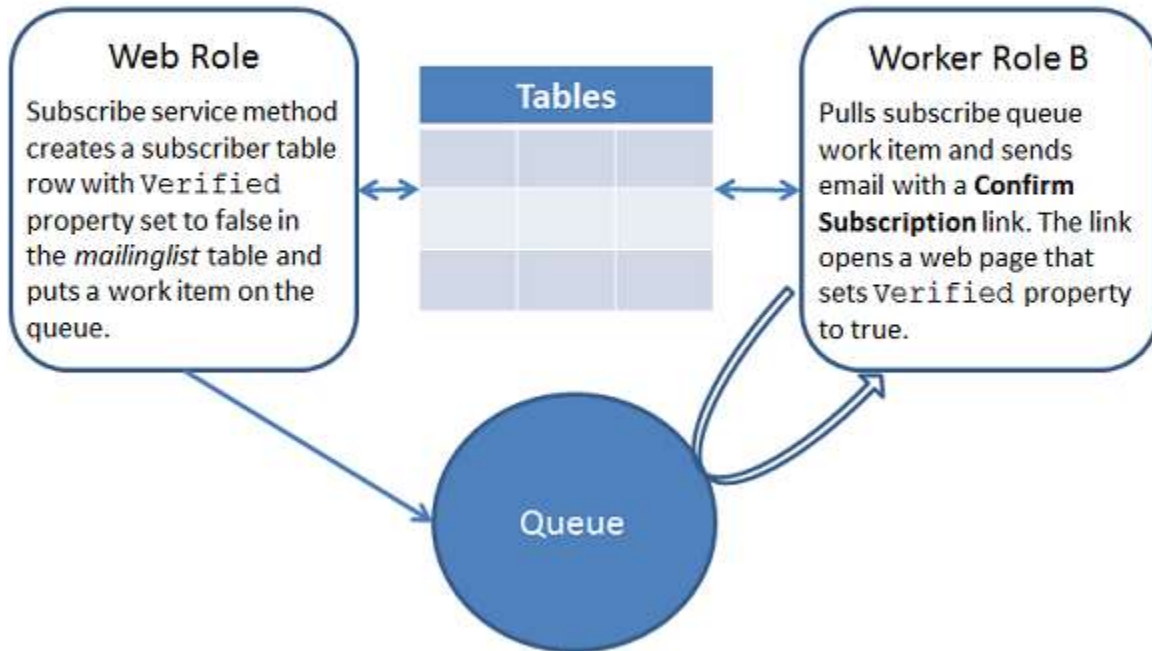 Web Role
Subscribe service method
creates a subscriber table
row with Verified
property set to false in
the mailinglist table and
puts a work item on the
queue.
Tables
Worker Role B
Pulls subscribe queue
work item and sends
email with a Confirm
Subscription link. The link
opens a web page that
sets Verified property
to true.
Queue